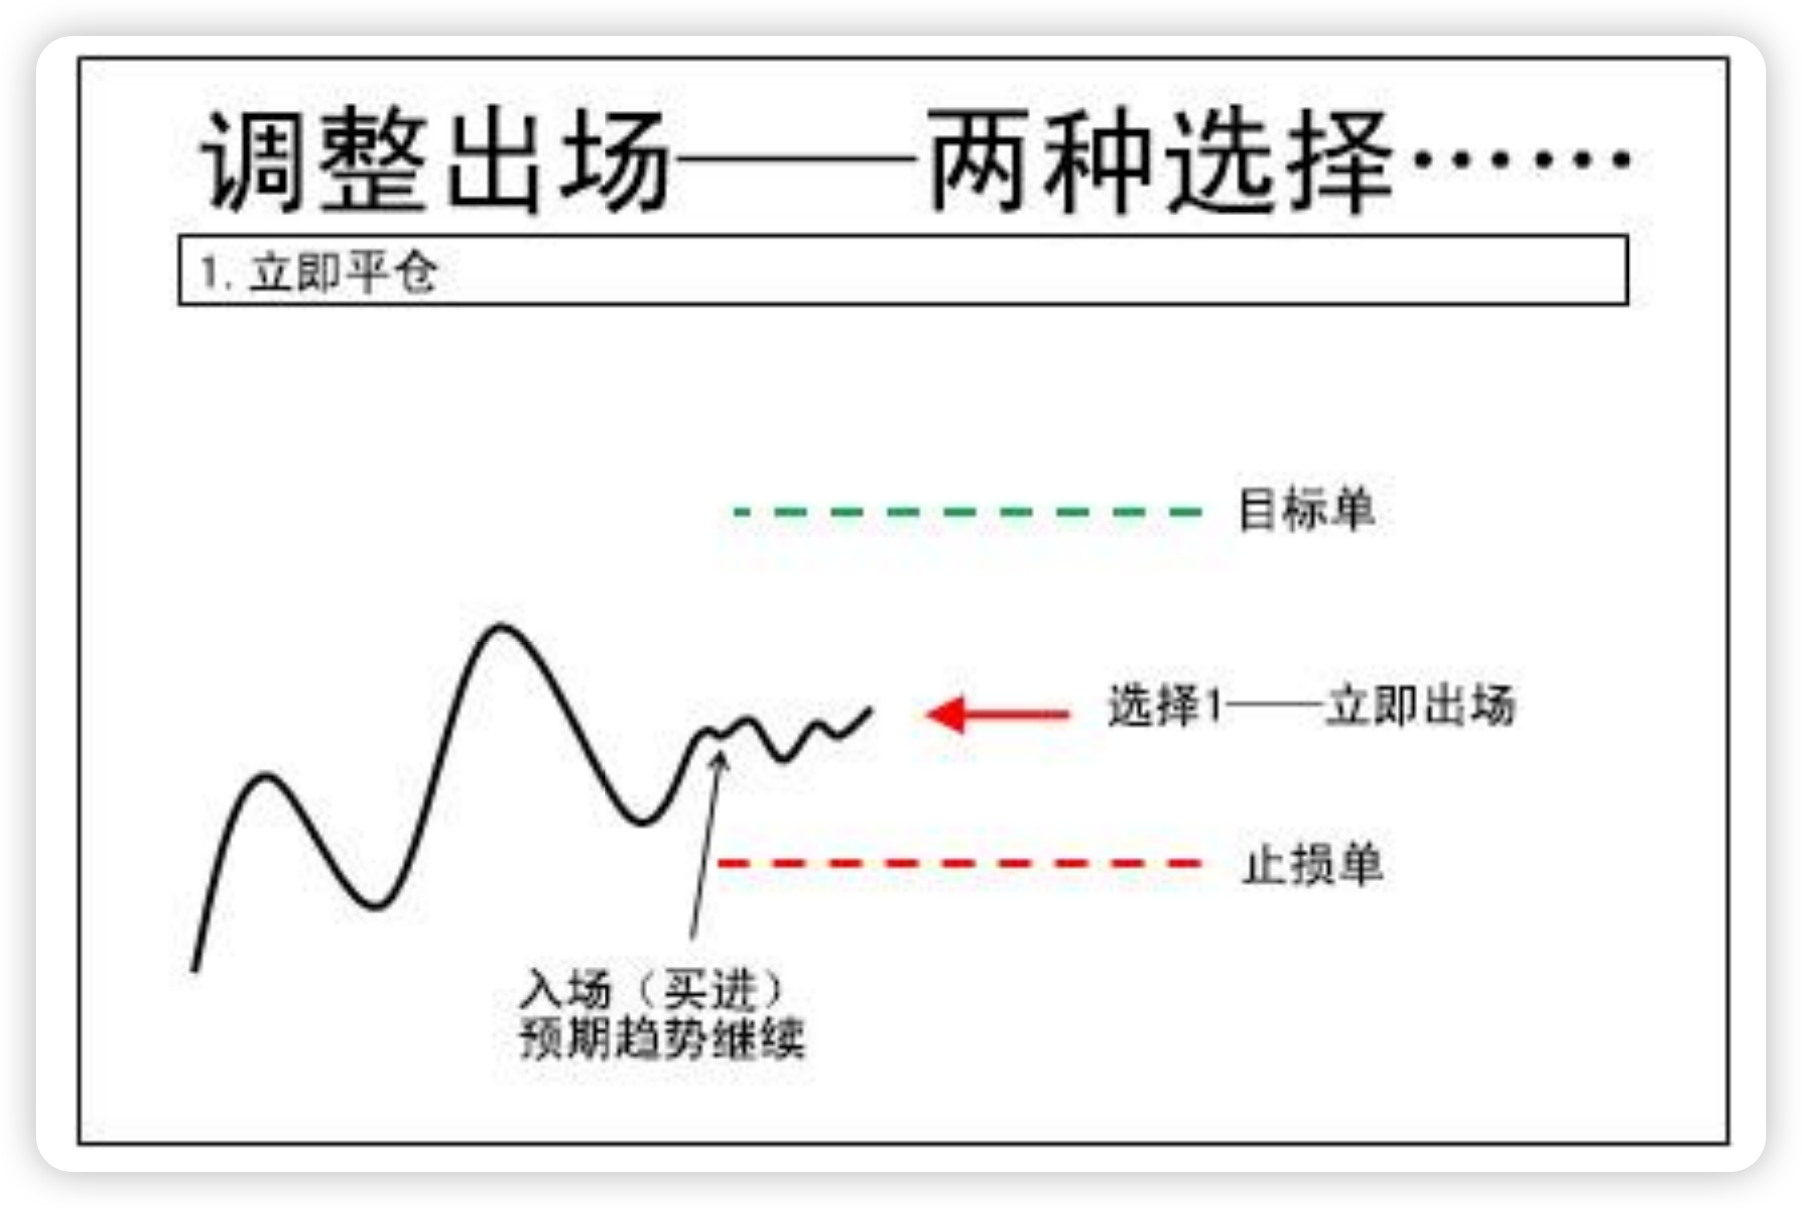 调整出场——两种选择……
1. 立即平仓
目标单
选择1——立即出场
止损单
入场（买进）
预期趋势继续